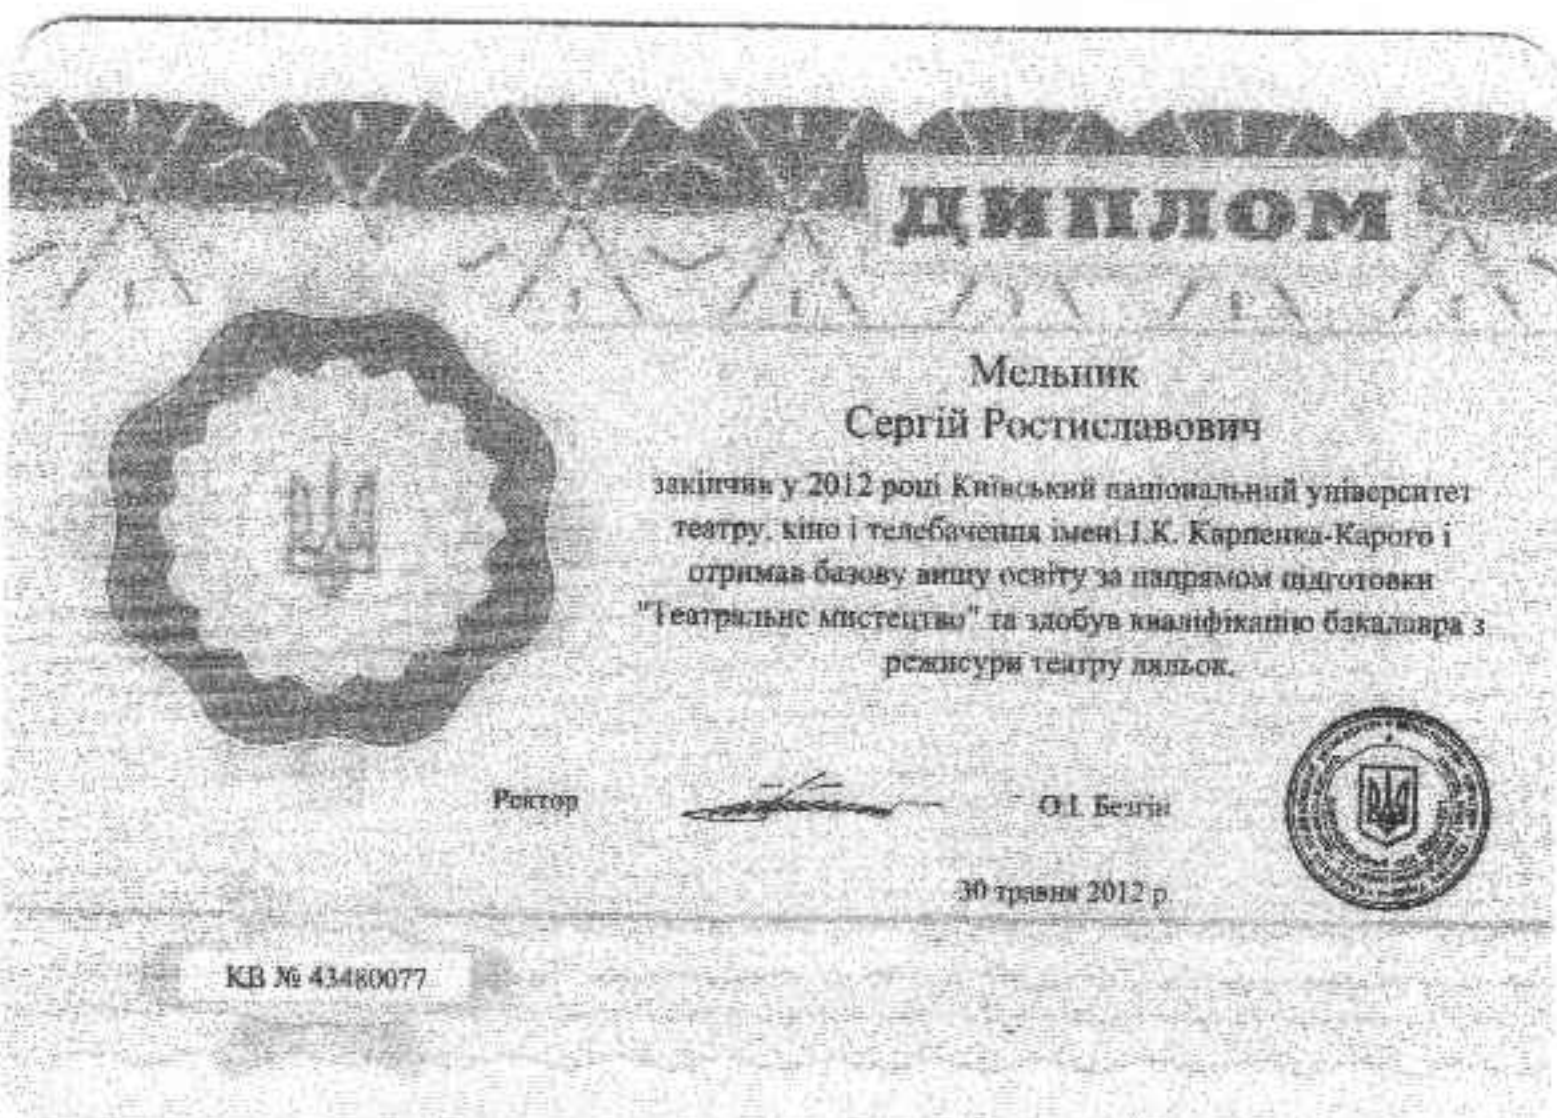 ДИПЛОМ
Мельник
Сергій Ростиславович
закінчив у 2012 році Київський національний університет
театру, кіно і телебачення імені І.К. Карпенка-Карого і
отримав базову вищу освіту за напрямом підготовки
"Театральне мистецтво" та здобув кваліфікацію бакалавра з
режисури театру ляльок.
Ректор О.І. Безгін
30 травня 2012 р.
КВ № 43480077